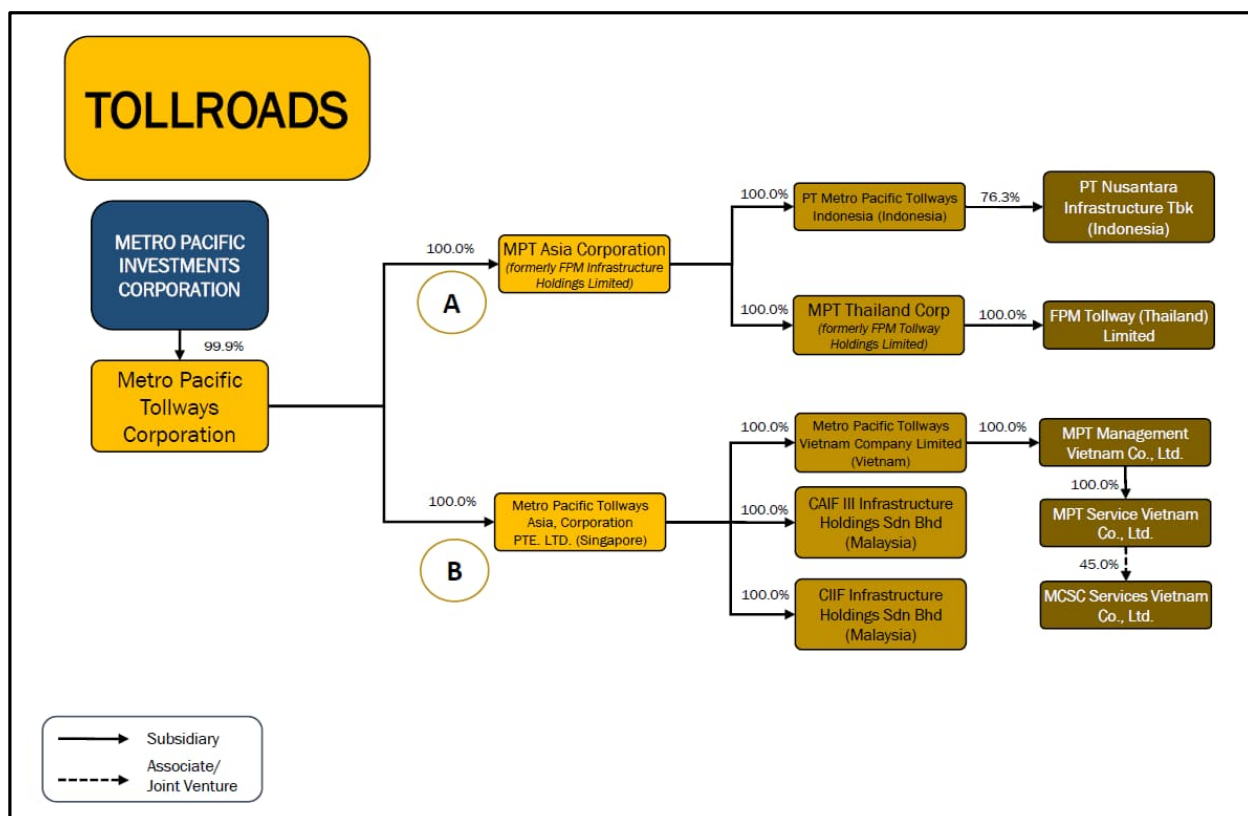 TOLLROADS
METRO PACIFIC
INVESTMENTS
CORPORATION
99.9%
Metro Pacific
Tollways
Corporation
100.0%
A
MPT Asia Corporation
(formerly FPM Infrastructure
Holdings Limited)
100.0%
PT Metro Pacific Tollways
Indonesia (Indonesia)
76.3%
PT Nusantara
Infrastructure Tbk
(Indonesia)
100.0%
MPT Thailand Corp
(formerly FPM Tollway
Holdings Limited)
100.0%
FPM Tollway (Thailand)
Limited
100.0%
B
Metro Pacific Tollways
Asia, Corporation
PTE. LTD. (Singapore)
100.0%
Metro Pacific Tollways
Vietnam Company Limited
(Vietnam)
100.0%
MPT Management
Vietnam Co., Ltd.
100.0%
MPT Service Vietnam
Co., Ltd.
45.0%
MCSC Services Vietnam
Co., Ltd.
100.0%
CAIF III Infrastructure
Holdings Sdn Bhd
(Malaysia)
100.0%
CIIF Infrastructure
Holdings Sdn Bhd
(Malaysia)
Subsidiary
Associate/
Joint Venture